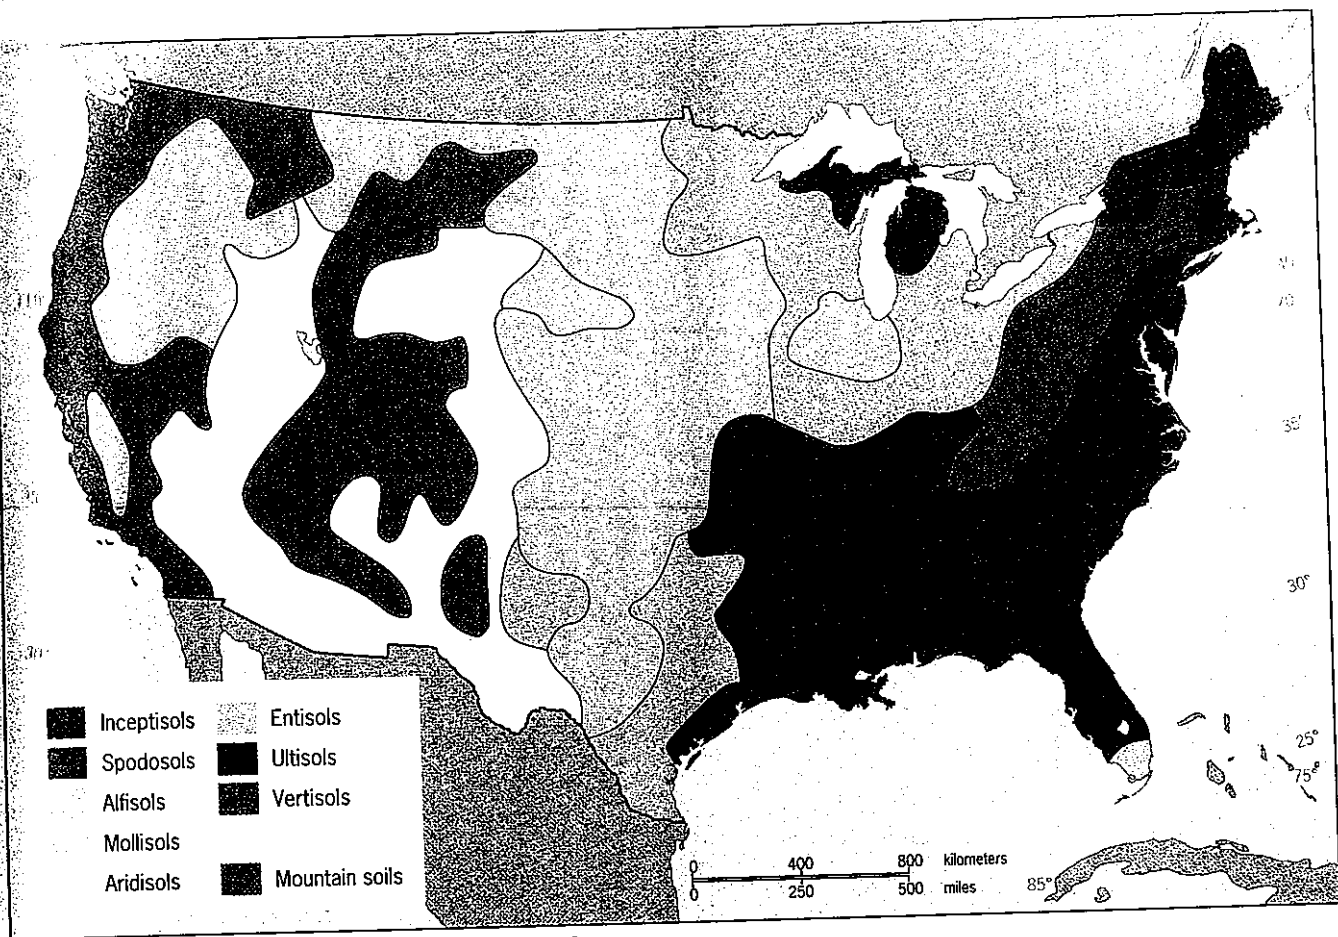 35°
30°
25°
75°
85°
Inceptisols
Spodosols
Alfisols
Mollisols
Aridisols
Entisols
Ultisols
Vertisols
Mountain soils
0 400 800 kilometers
0 250 500 miles